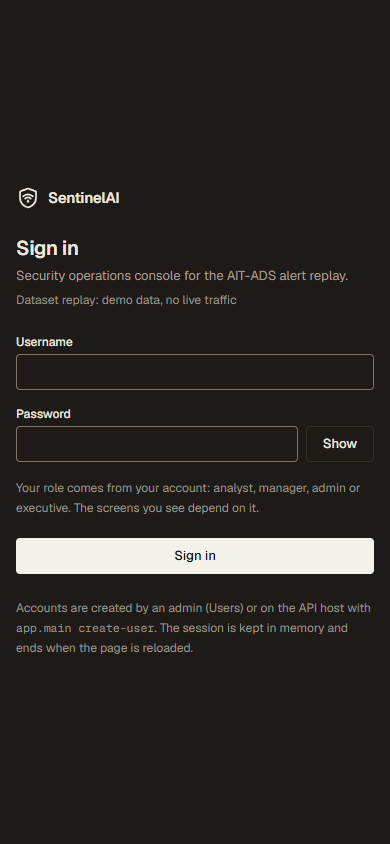 SentinelAI
Sign in
Security operations console for the AIT-ADS alert replay.
Dataset replay: demo data, no live traffic
Username
Password
Show
Your role comes from your account: analyst, manager, admin or
executive. The screens you see depend on it.
Sign in
Accounts are created by an admin (Users) or on the API host with
app.main create-user. The session is kept in memory and
ends when the page is reloaded.